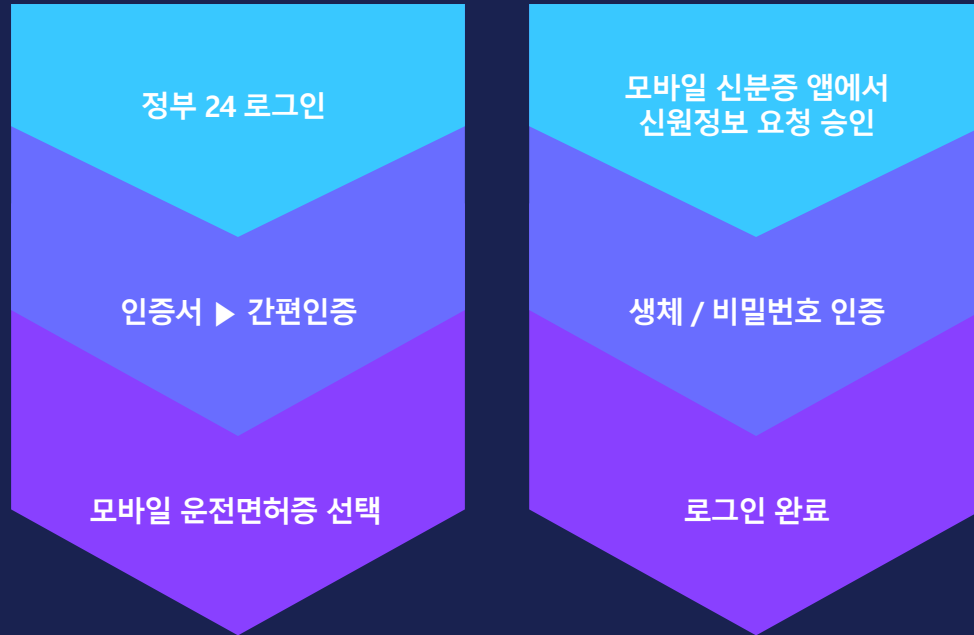 정부 24 로그인
인증서 ▶ 간편인증
모바일 운전면허증 선택
모바일 신분증 앱에서
신원정보 요청 승인
생체 / 비밀번호 인증
로그인 완료